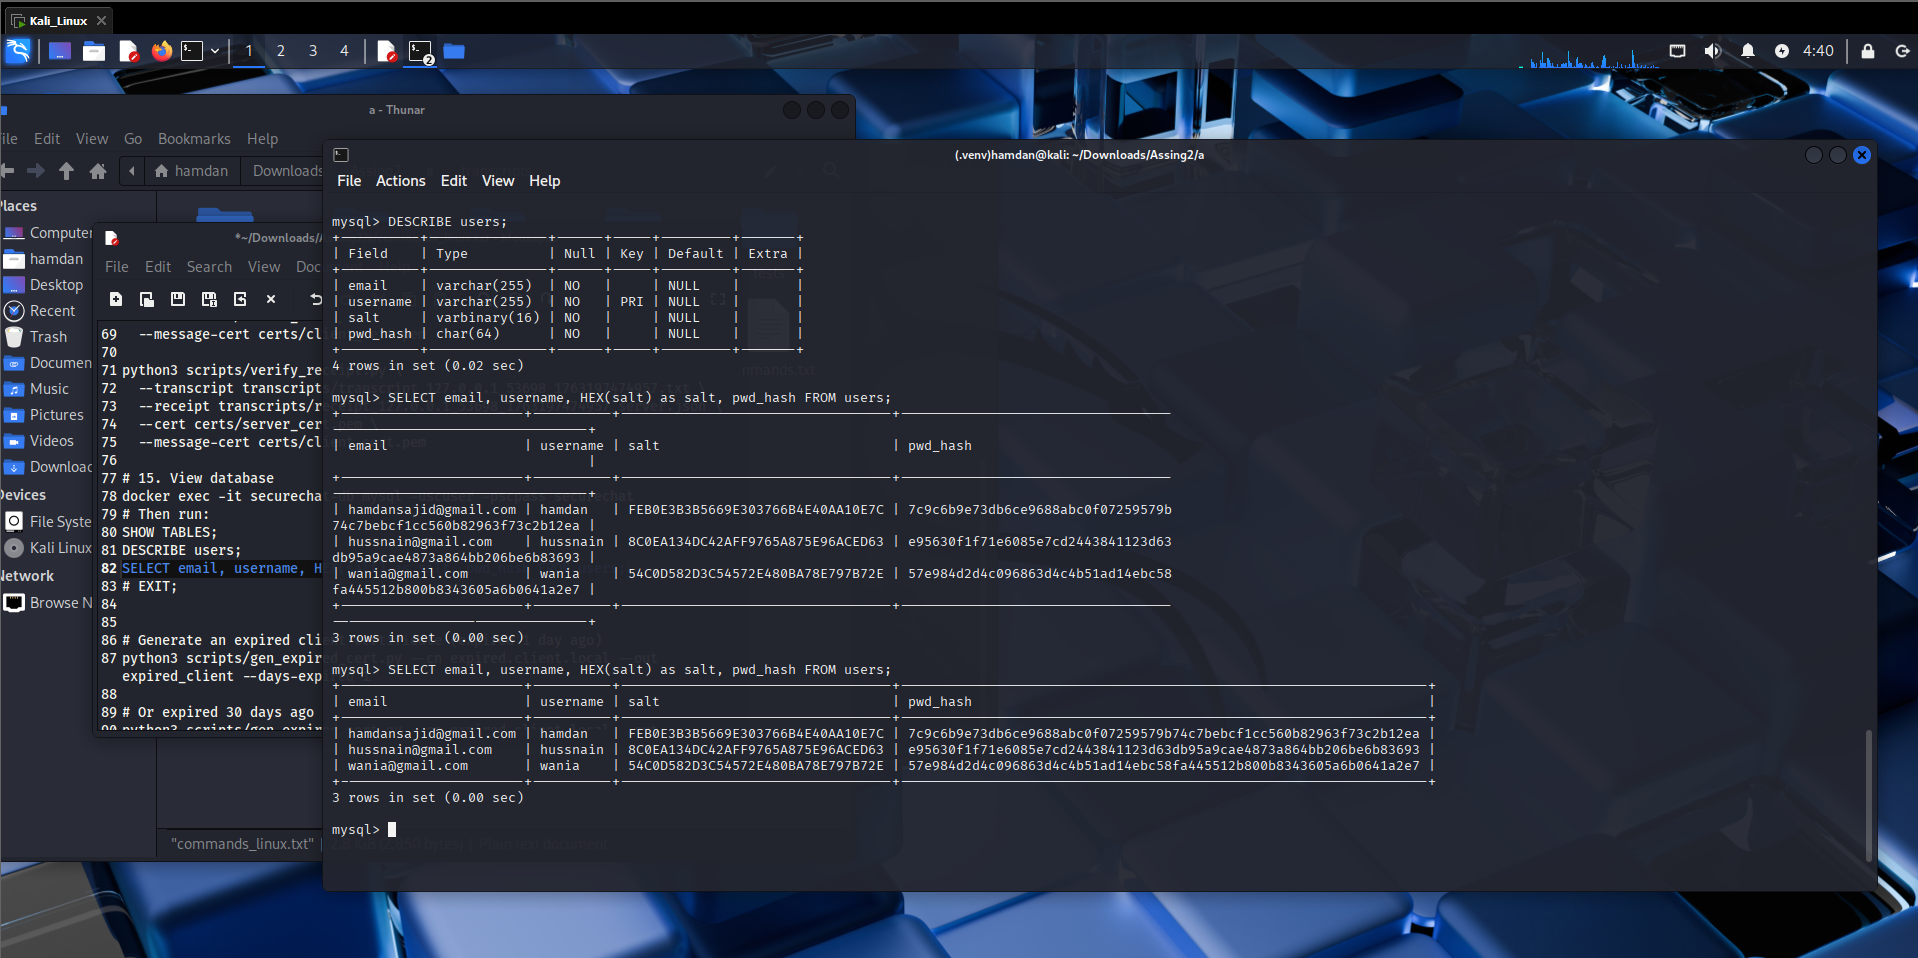 Kali_Linux
1 2 3 4
2
4:40
a - Thunar
ile Edit View Go Bookmarks Help
hamdan
Downloads
laces
Computer
hamdan
Desktop
Recent
Trash
Documen
Music
Pictures
Videos
Downloac
evices
File Syste
Kali Linux
Network
Browse N
"commands_linux.txt"
*~/Downloads/A
File Edit Search View Doc
69 --message-cert certs/cl
70
71 python3 scripts/verify_re
72 --transcript transcripts
73 --receipt transcripts/re
74 --cert certs/server_cert
75 --message-cert certs/cl
76
77 # 15. View database
78 docker exec -it securecha
79 # Then run:
80 SHOW TABLES;
81 DESCRIBE users;
82 SELECT email, username, H
83 # EXIT;
84
85
86 # Generate an expired cli
87 python3 scripts/gen_expire
expired_client --days-exp
88
89 # Or expired 30 days ago
(.venv)hamdan@kali: ~/Downloads/Assing2/a
File Actions Edit View Help
mysql> DESCRIBE users;
| Field | Type | Null | Key | Default | Extra |
| email | varchar(255) | NO | | NULL | |
| username | varchar(255) | NO | PRI | NULL | |
| salt | varbinary(16) | NO | | NULL | |
| pwd_hash | char(64) | NO | | NULL | |
4 rows in set (0.02 sec)
mysql> SELECT email, username, HEX(salt) as salt, pwd_hash FROM users;
| email | username | salt | pwd_hash
|
| hamdansajid@gmail.com | hamdan | FEB0E3B3B5669E303766B4E40AA10E7C | 7c9c6b9e73db6ce9688abc0f07259579b
74c7bebcf1cc560b82963f73c2b12ea |
| hussnain@gmail.com | hussnain | 8C0EA134DC42AFF9765A875E96ACED63 | e95630f1f71e6085e7cd2443841123d63
db95a9cae4873a864bb206be6b83693 |
| wania@gmail.com | wania | 54C0D582D3C54572E480BA78E797B72E | 57e984d2d4c096863d4c4b51ad14ebc58
fa445512b800b8343605a6b0641a2e7 |
3 rows in set (0.00 sec)
mysql> SELECT email, username, HEX(salt) as salt, pwd_hash FROM users;
| email | username | salt | pwd_hash |
| hamdansajid@gmail.com | hamdan | FEB0E3B3B5669E303766B4E40AA10E7C | 7c9c6b9e73db6ce9688abc0f07259579b74c7bebcf1cc560b82963f73c2b12ea |
| hussnain@gmail.com | hussnain | 8C0EA134DC42AFF9765A875E96ACED63 | e95630f1f71e6085e7cd2443841123d63db95a9cae4873a864bb206be6b83693 |
| wania@gmail.com | wania | 54C0D582D3C54572E480BA78E797B72E | 57e984d2d4c096863d4c4b51ad14ebc58fa445512b800b8343605a6b0641a2e7 |
3 rows in set (0.00 sec)
mysql>